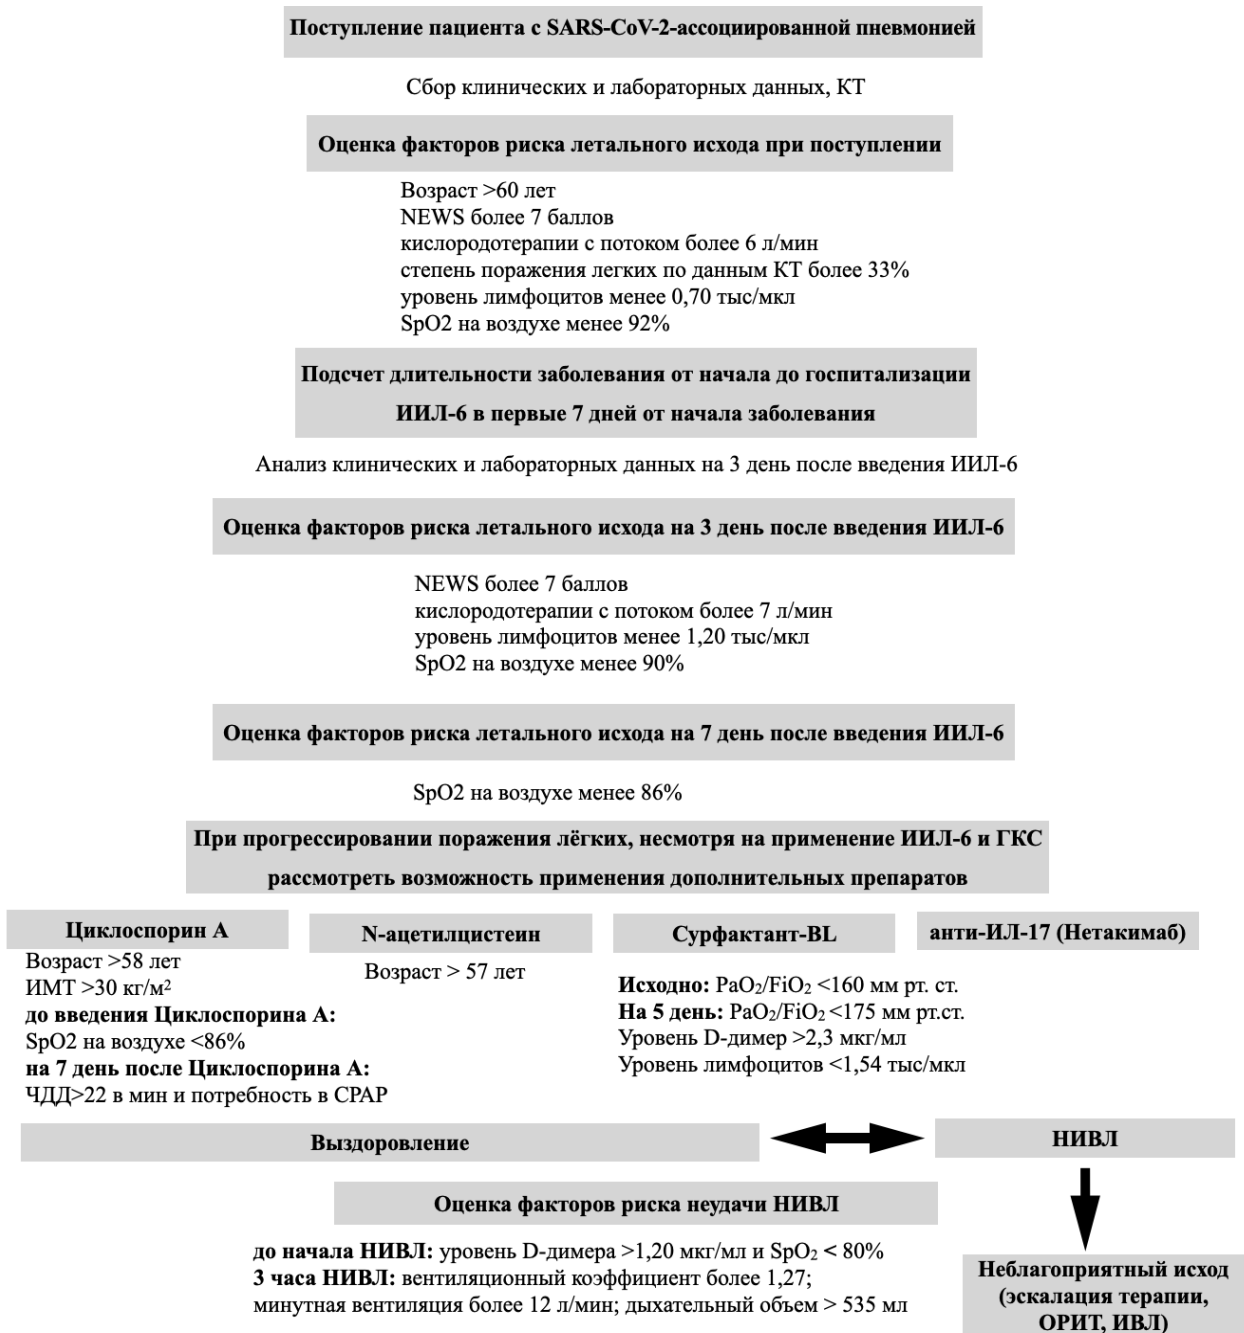 Поступление пациента с SARS-CoV-2-ассоциированной пневмонией
Сбор клинических и лабораторных данных, КТ
Оценка факторов риска летального исхода при поступлении
Возраст >60 лет
NEWS более 7 баллов
кислородотерапии с потоком более 6 л/мин
степень поражения легких по данным КТ более 33%
уровень лимфоцитов менее 0,70 тыс/мкл
SpO2 на воздухе менее 92%
Подсчет длительности заболевания от начала до госпитализации
ИИЛ-6 в первые 7 дней от начала заболевания
Анализ клинических и лабораторных данных на 3 день после введения ИИЛ-6
Оценка факторов риска летального исхода на 3 день после введения ИИЛ-6
NEWS более 7 баллов
кислородотерапии с потоком более 7 л/мин
уровень лимфоцитов менее 1,20 тыс/мкл
SpO2 на воздухе менее 90%
Оценка факторов риска летального исхода на 7 день после введения ИИЛ-6
SpO2 на воздухе менее 86%
При прогрессировании поражения лёгких, несмотря на применение ИИЛ-6 и ГКС
рассмотреть возможность применения дополнительных препаратов
Циклоспорин А
Возраст >58 лет
ИМТ >30 кг/м²
до введения Циклоспорина А:
SpO2 на воздухе <86%
на 7 день после Циклоспорина А:
ЧДД>22 в мин и потребность в CPAP
N-ацетилцистеин
Возраст > 57 лет
Сурфактант-BL
Исходно: PaO₂/FiO₂ <160 мм рт. ст.
На 5 день: PaO₂/FiO₂ <175 мм рт.ст.
Уровень D-димер >2,3 мкг/мл
Уровень лимфоцитов <1,54 тыс/мкл
анти-ИЛ-17 (Нетакимаб)
Выздоровление
НИВЛ
Оценка факторов риска неудачи НИВЛ
до начала НИВЛ: уровень D-димера >1,20 мкг/мл и SpO₂ < 80%
3 часа НИВЛ: вентиляционный коэффициент более 1,27;
минутная вентиляция более 12 л/мин; дыхательный объем > 535 мл
Неблагоприятный исход
(эскалация терапии,
ОРИТ, ИВЛ)